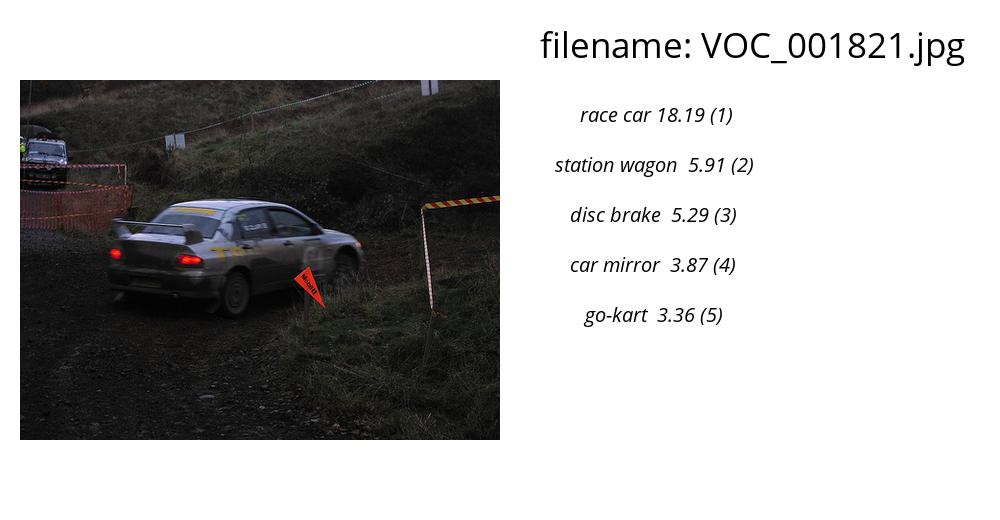 filename: VOC_001821.jpg
race car 18.19 (1)
station wagon 5.91 (2)
disc brake 5.29 (3)
car mirror 3.87 (4)
go-kart 3.36 (5)